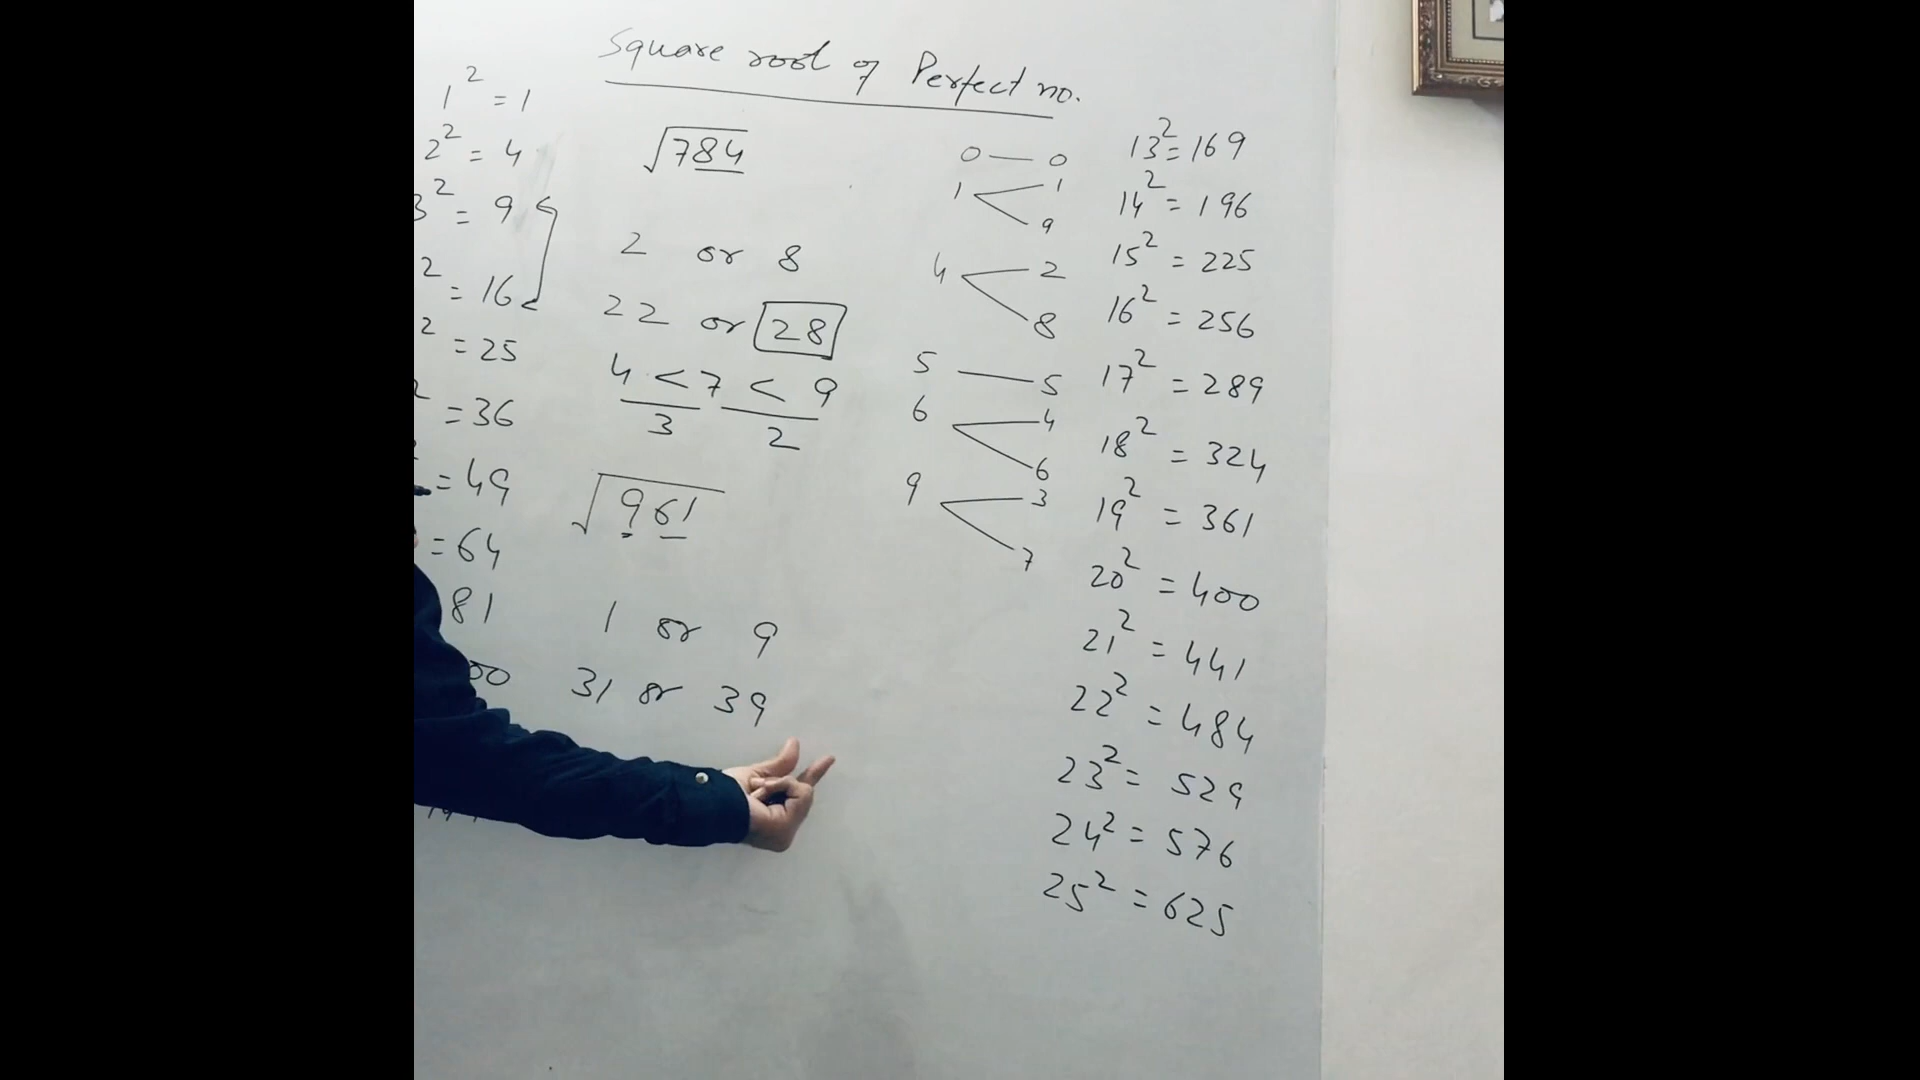 Square root of Perfect no.
1² = 1
2² = 4
3² = 9
² = 16
² = 25
² = 36
= 49
= 64
81
00
√784
2 or 8
22 or 28
4 < 7 < 9
3 2
√961
1 or 9
31 or 39
0 — 0
1 < 1
9
4 < 2
8
5 — 5
6 < 4
6
9 < 3
7
13² = 169
14² = 196
15² = 225
16² = 256
17² = 289
18² = 324
19² = 361
20² = 400
21² = 441
22² = 484
23² = 529
24² = 576
25² = 625